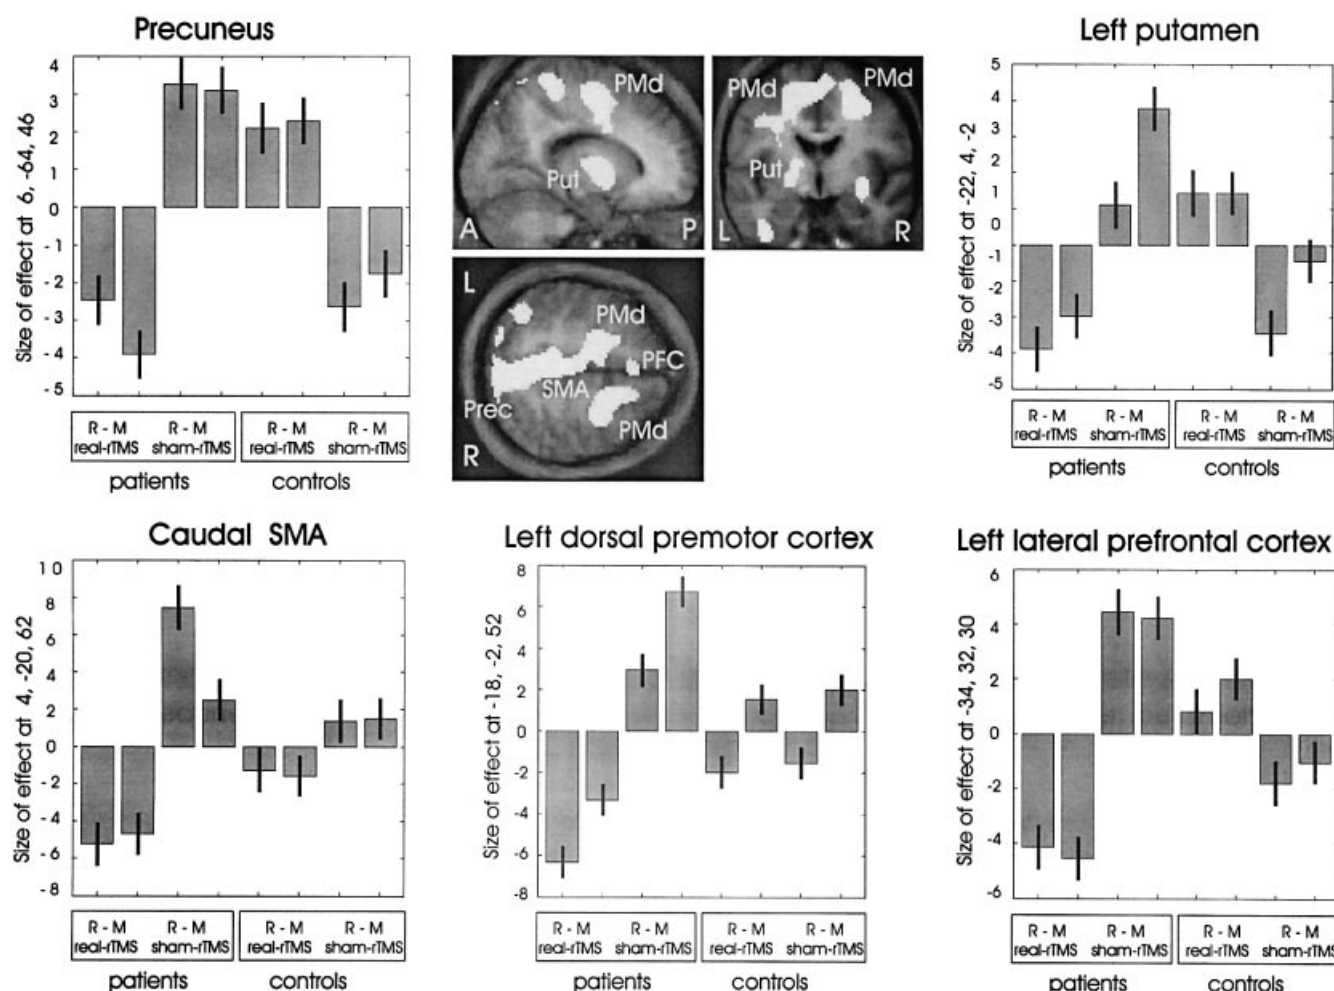 Precuneus
Size of effect at 6, -64, 46
4
3
2
1
0
-1
-2
-3
-4
-5
R - M R - M R - M R - M
real-rTMS sham-rTMS real-rTMS sham-rTMS
patients controls
PMd
Put
A P
PMd PMd
Put
L R
L
PMd
PFC
SMA
Prec
PMd
R
Left putamen
Size of effect at -22, 4, -2
5
4
3
1
0
-1
-2
-3
-4
-5
R - M R - M R - M R - M
real-rTMS sham-rTMS real-rTMS sham-rTMS
patients controls
Caudal SMA
Size of effect at 4, -20, 62
10
8
6
4
2
0
-2
-4
-6
-8
R - M R - M R - M R - M
real-rTMS sham-rTMS real-rTMS sham-rTMS
patients controls
Left dorsal premotor cortex
Size of effect at -18, -2, 52
8
6
4
2
0
-2
-4
-6
-8
R - M R - M R - M R - M
real-rTMS sham-rTMS real-rTMS sham-rTMS
patients controls
Left lateral prefrontal cortex
Size of effect at -34, 32, 30
6
4
2
0
-2
-4
-6
R - M R - M R - M R - M
real-rTMS sham-rTMS real-rTMS sham-rTMS
patients controls